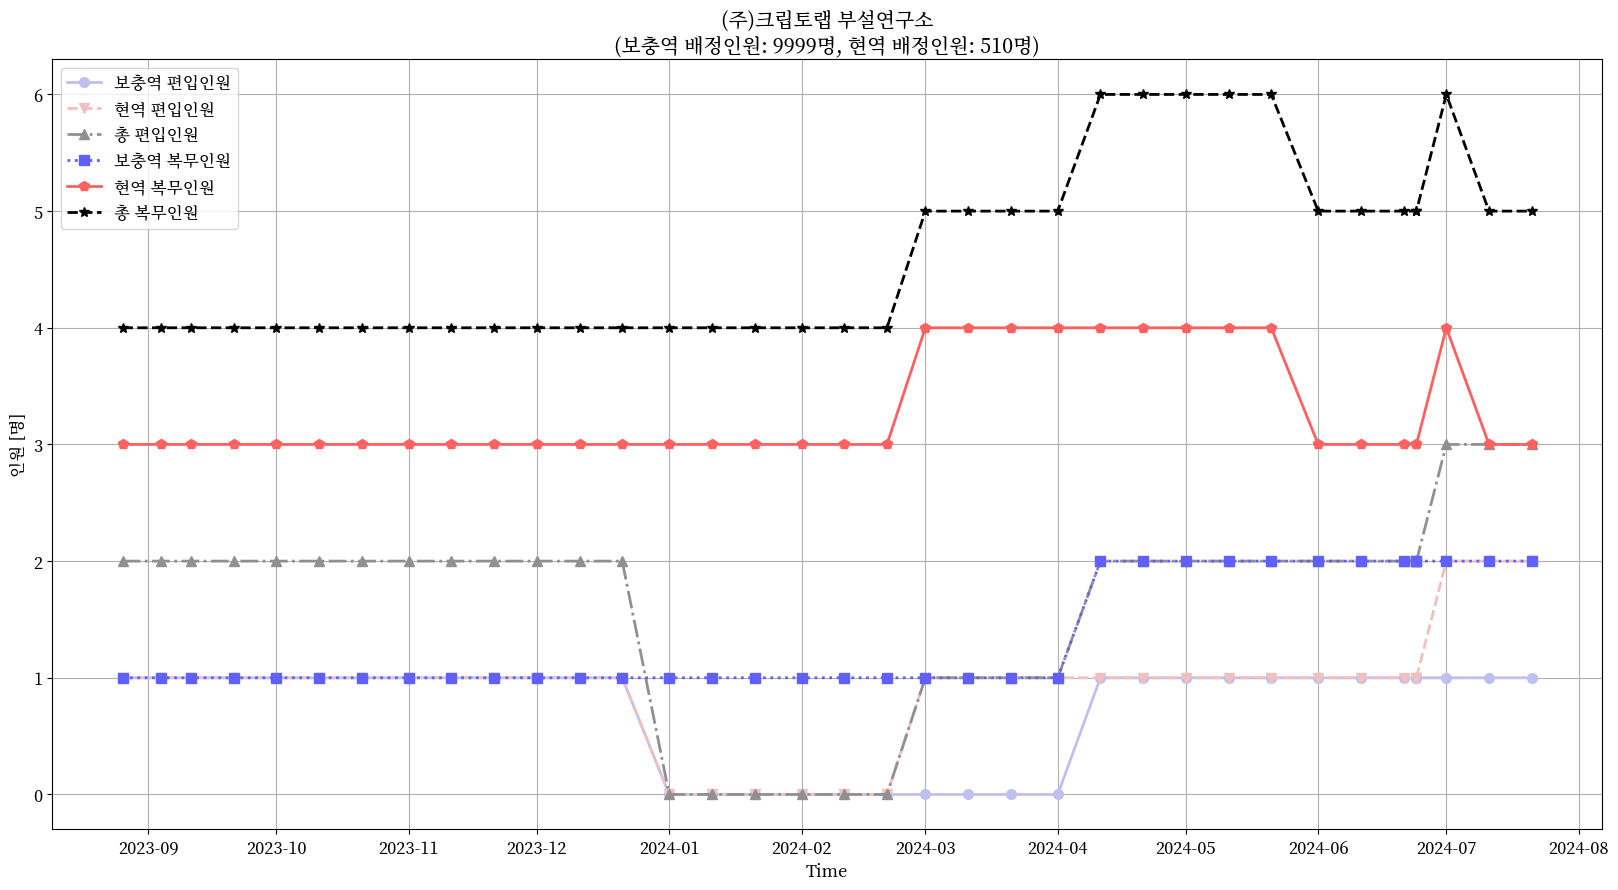 (주)크립토랩 부설연구소
(보충역 배정인원: 9999명, 현역 배정인원: 510명)
보충역 편입인원
현역 편입인원
총 편입인원
보충역 복무인원
현역 복무인원
총 복무인원
인원 [명]
6
5
4
3
2
1
0
2023-09 2023-10 2023-11 2023-12 2024-01 2024-02 2024-03 2024-04 2024-05 2024-06 2024-07 2024-08
Time